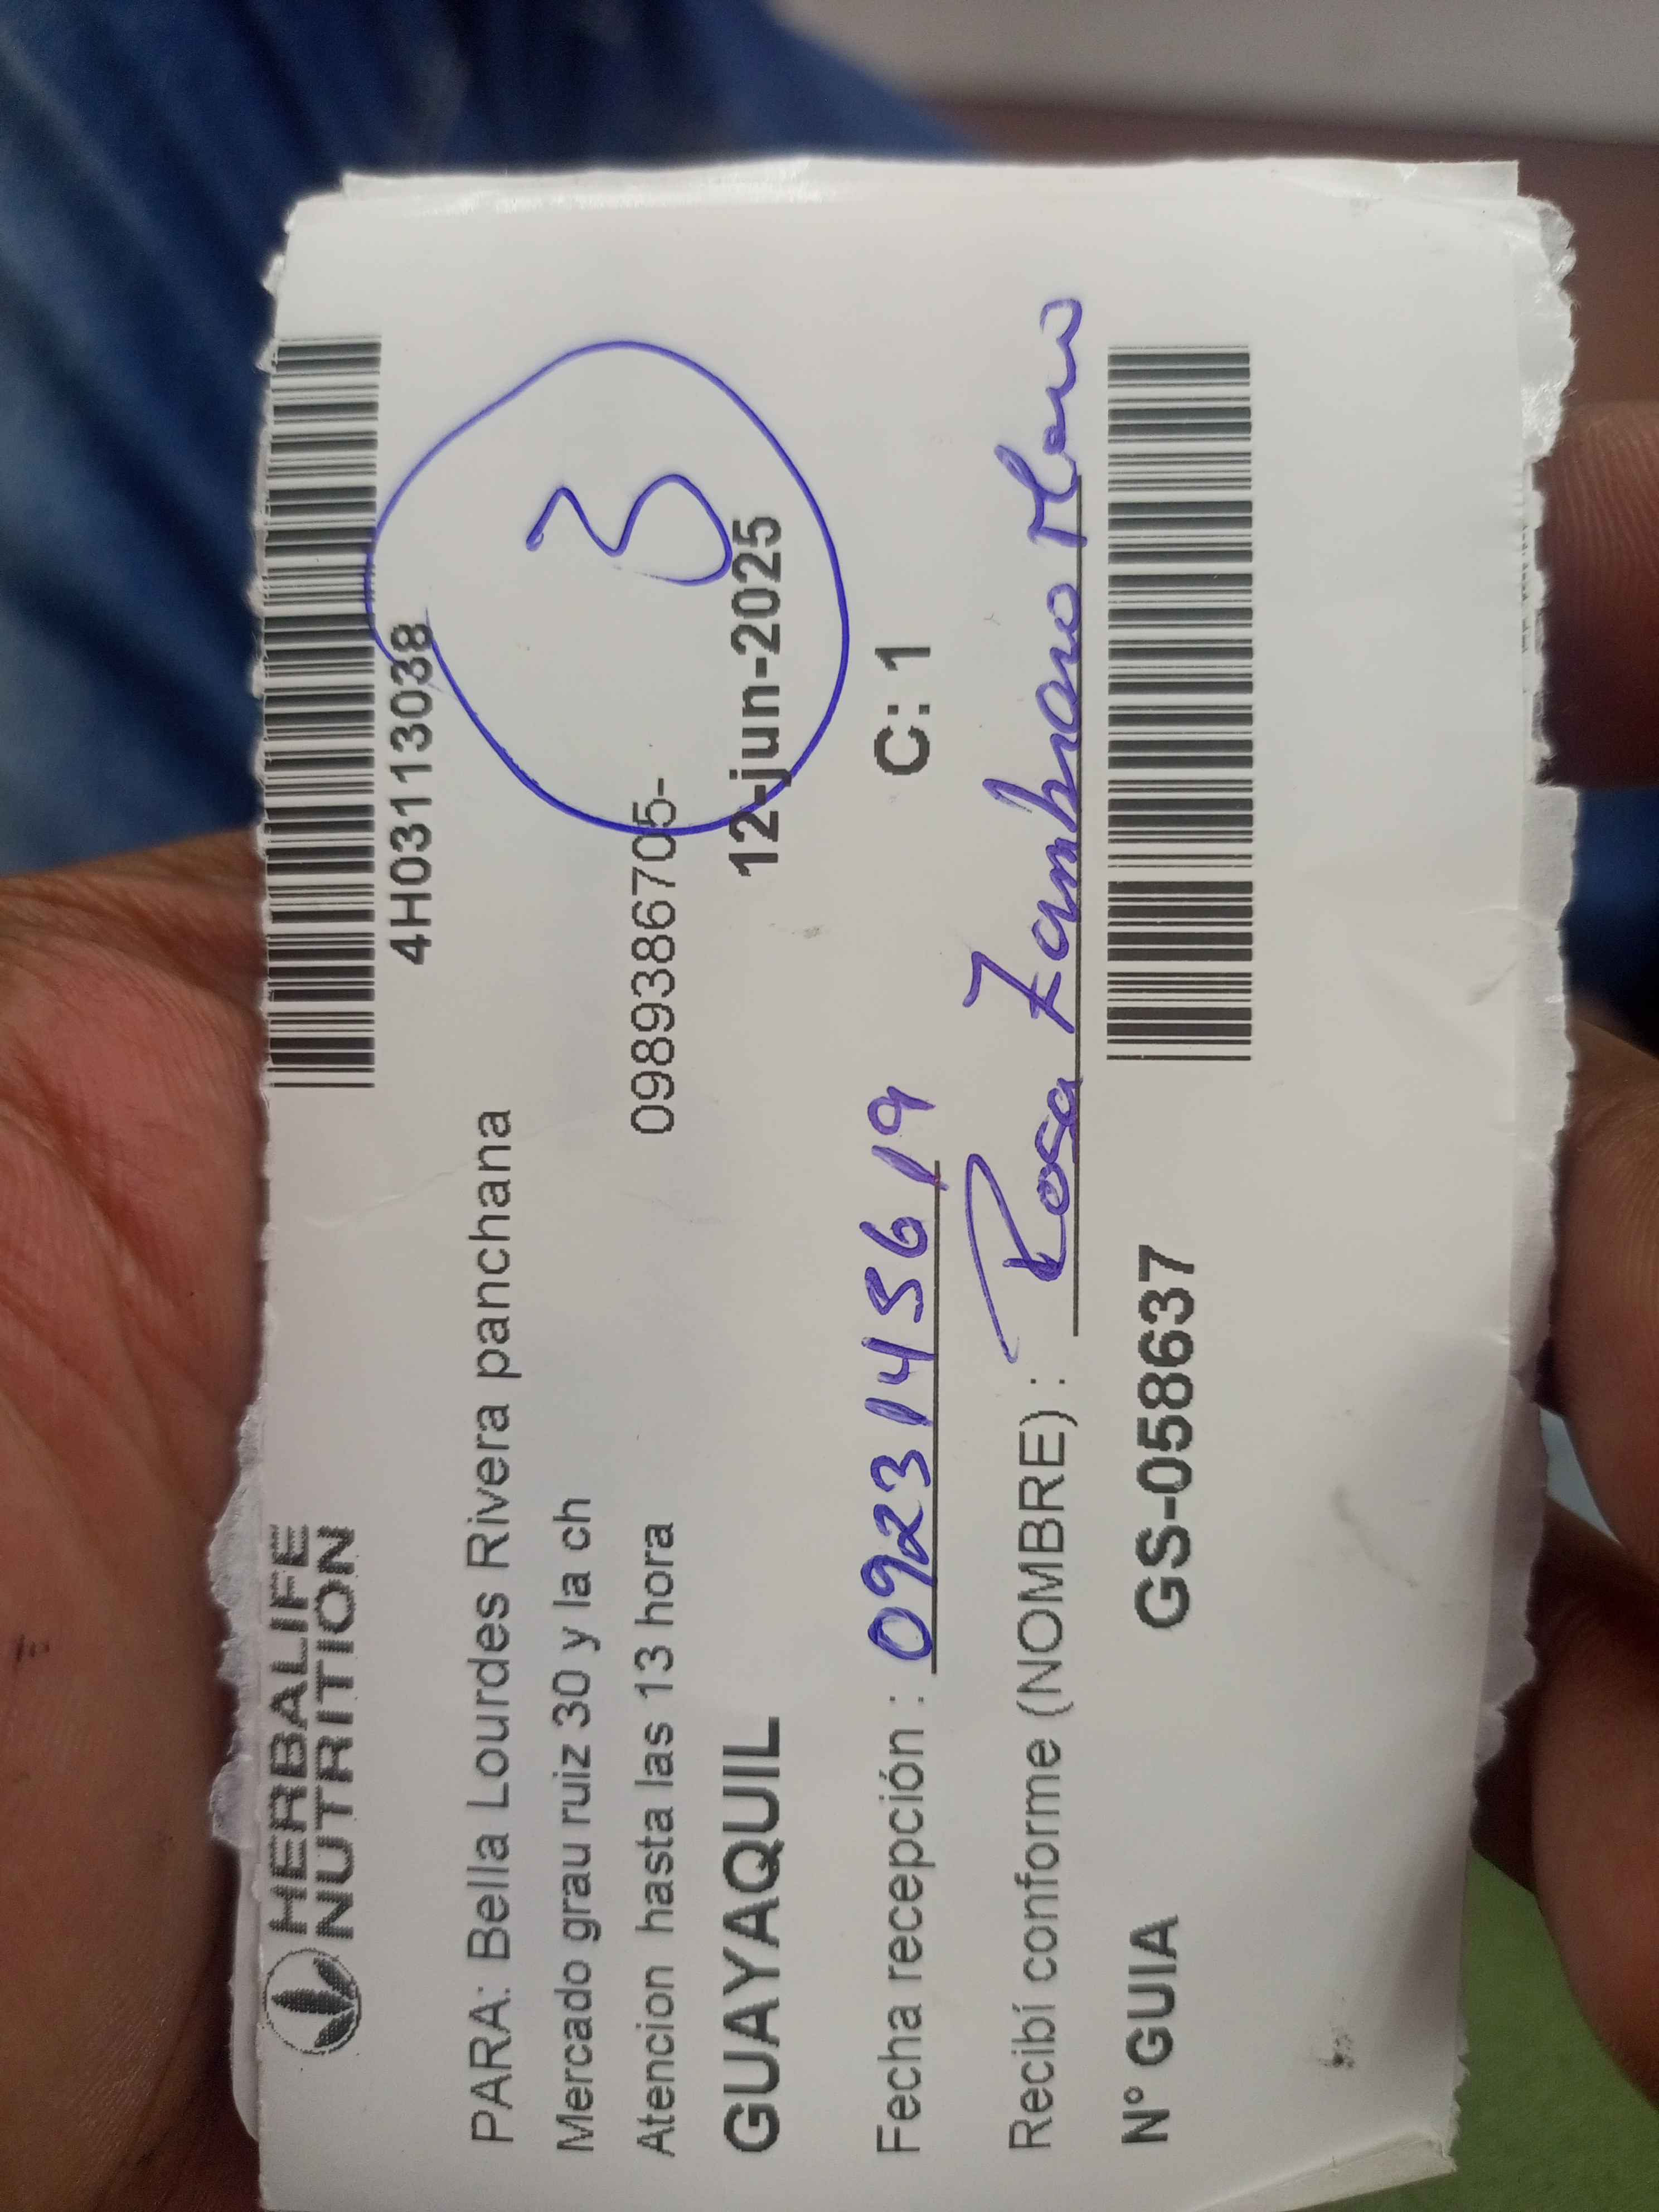 HERBALIFE
NUTRITION
4H03113038
PARA: Bella Lourdes Rivera panchana
Mercado grau ruiz 30 y la ch
3
Atencion hasta las 13 hora
0989386705-
GUAYAQUIL
12-jun-2025
Fecha recepción : 0923145619
C: 1
Recibí conforme (NOMBRE) : Rosa Zambrano
Nº GUIA
GS-058637